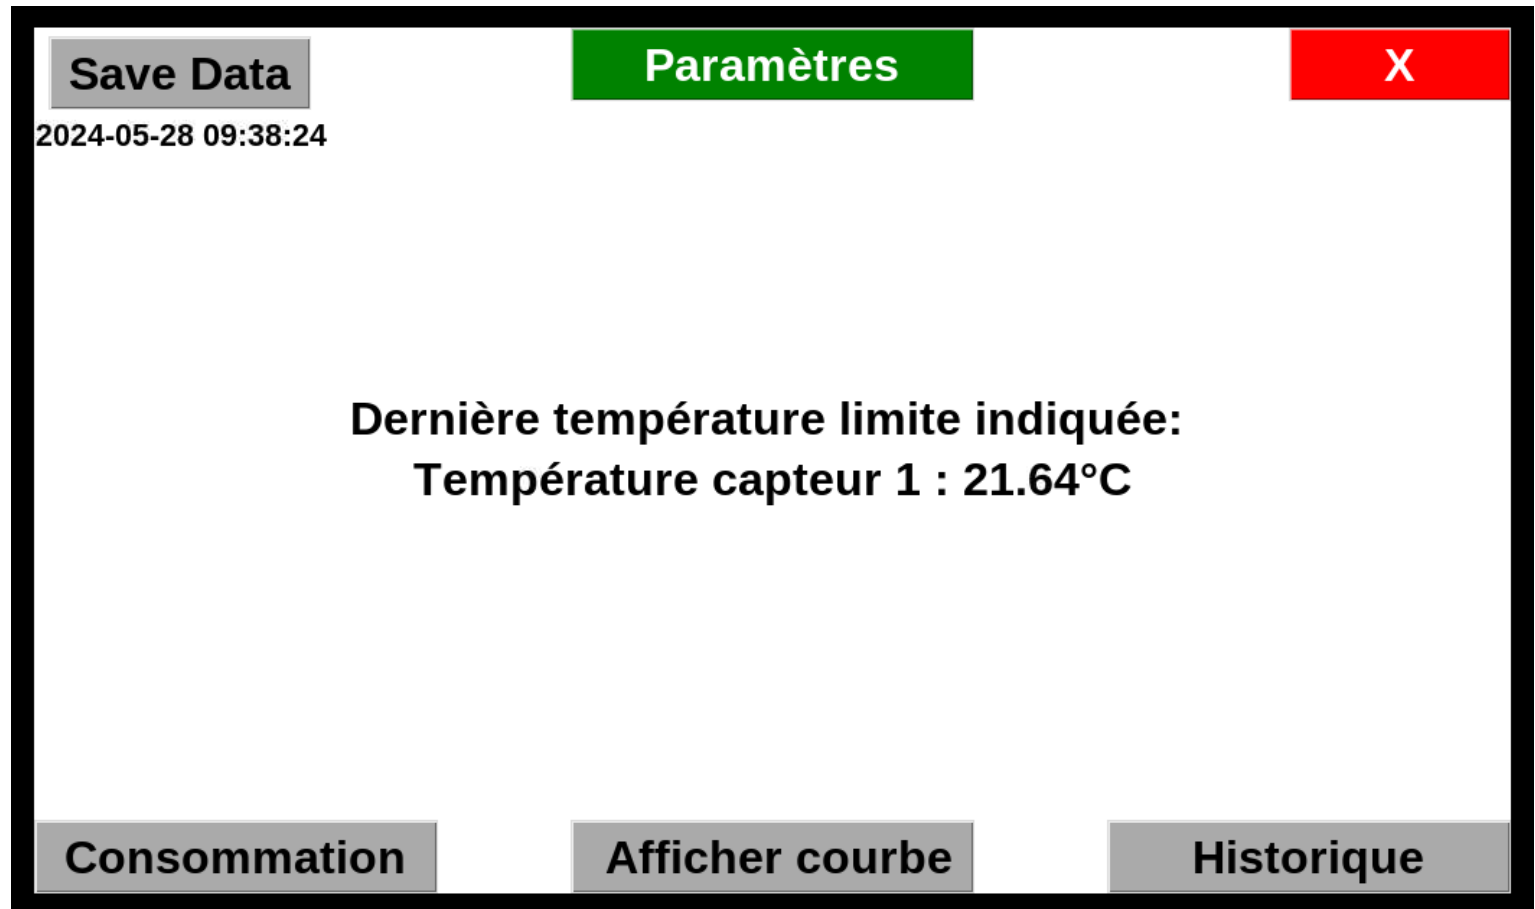 Save Data
Paramètres
X
2024-05-28 09:38:24
Dernière température limite indiquée:
Température capteur 1 : 21.64°C
Consommation
Afficher courbe
Historique